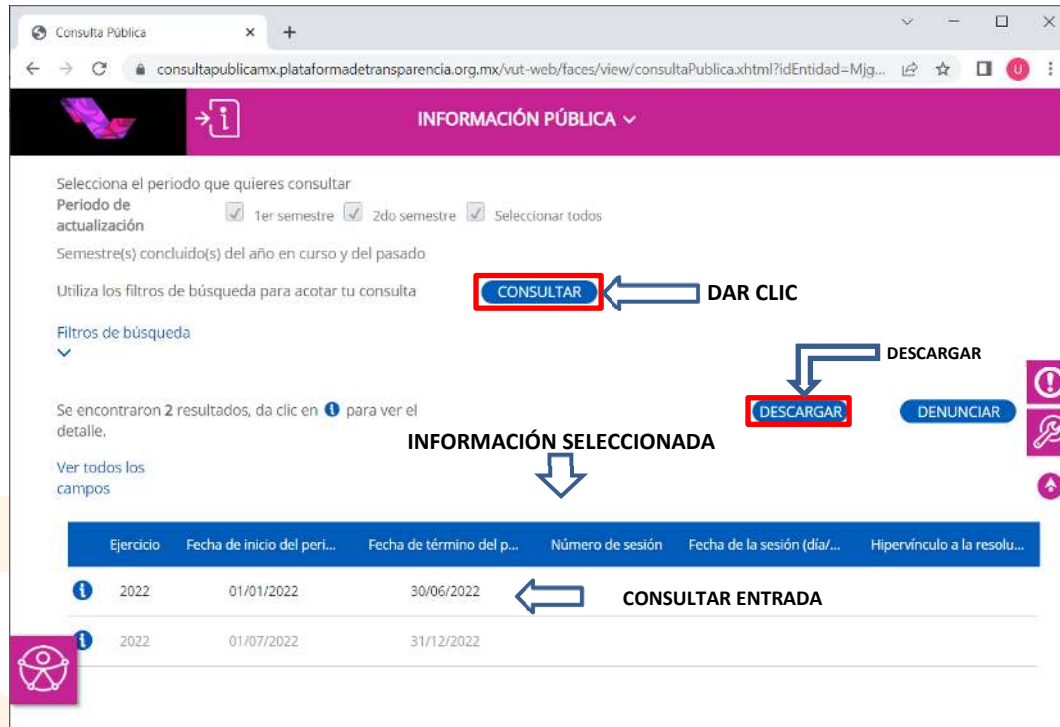 Consulta Pública
consultapublicamx.plataformadetransparencia.org.mx/vut-web/faces/view/consultaPublica.xhtml?idEntidad=Mjg...
U
INFORMACIÓN PÚBLICA
Selecciona el periodo que quieres consultar
Periodo de
actualización
1er semestre 2do semestre Seleccionar todos
Semestre(s) concluido(s) del año en curso y del pasado
Utiliza los filtros de búsqueda para acotar tu consulta
CONSULTAR DAR CLIC
Filtros de búsqueda
DESCARGAR
Se encontraron 2 resultados, da clic en i para ver el
detalle.
DESCARGAR DENUNCIAR
INFORMACIÓN SELECCIONADA
Ver todos los
campos
Ejercicio Fecha de inicio del peri... Fecha de término del p... Número de sesión Fecha de la sesión (día/... Hipervínculo a la resolu...
i 2022 01/01/2022 30/06/2022 CONSULTAR ENTRADA
i 2022 01/07/2022 31/12/2022